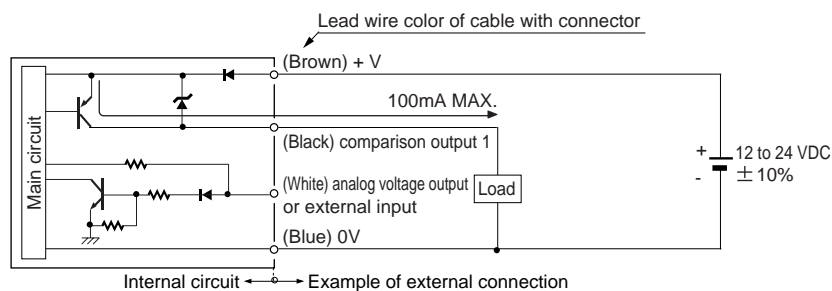 Lead wire color of cable with connector
(Brown) + V
100mA MAX.
(Black) comparison output 1
Main circuit
+
-
12 to 24 VDC
±10%
(White) analog voltage output
or external input
Load
(Blue) 0V
Internal circuit
Example of external connection